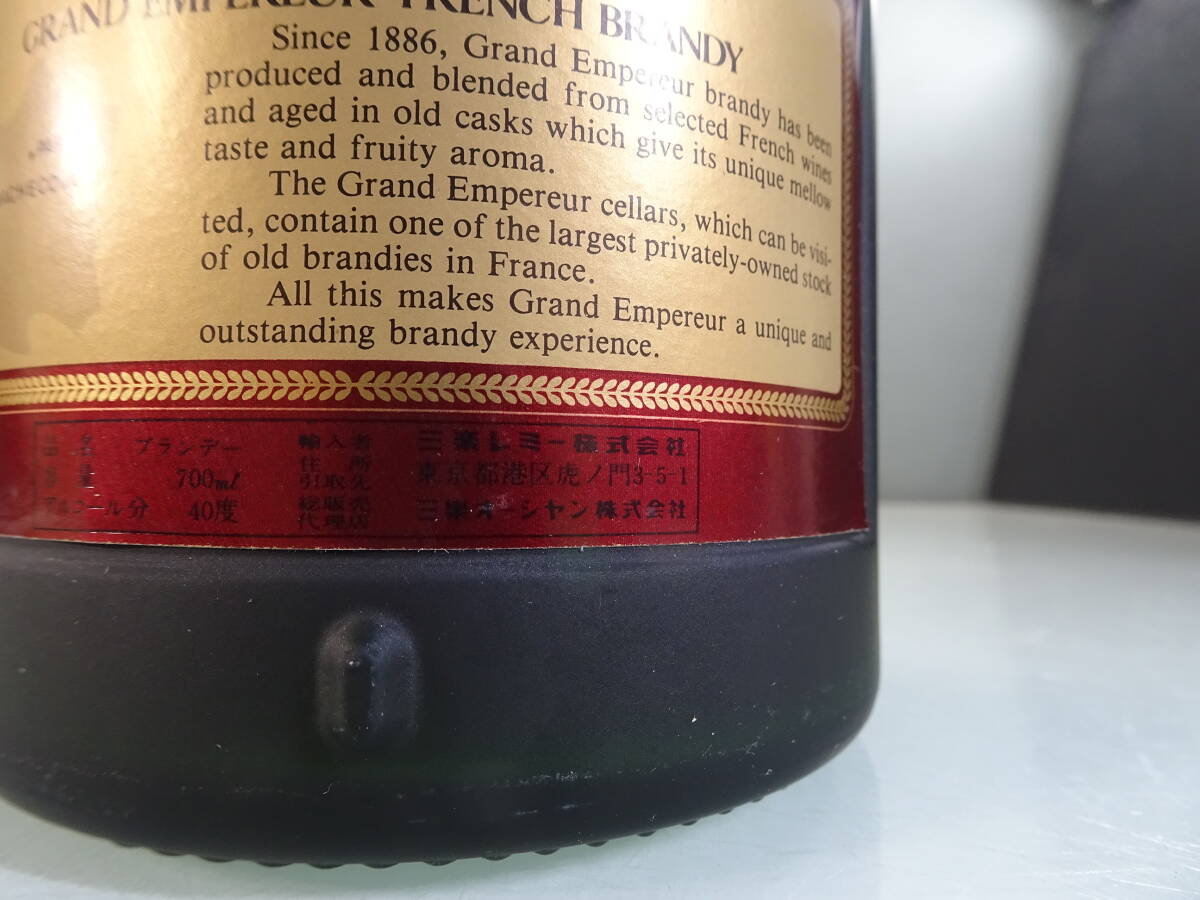 GRAND EMPEREUR FRENCH BRANDY
Since 1886, Grand Empereur brandy has been
produced and blended from selected French wines
and aged in old casks which give its unique mellow
taste and fruity aroma.
The Grand Empereur cellars, which can be visi-
ted, contain one of the largest privately-owned stock
of old brandies in France.
All this makes Grand Empereur a unique and
outstanding brandy experience.
品名 ブランデー 輸入者 三楽レミー株式会社
容量 700ml 住所 引取先 東京都港区虎ノ門3-5-1
アルコール分 40度 総販売代理店 三楽オーシャン株式会社